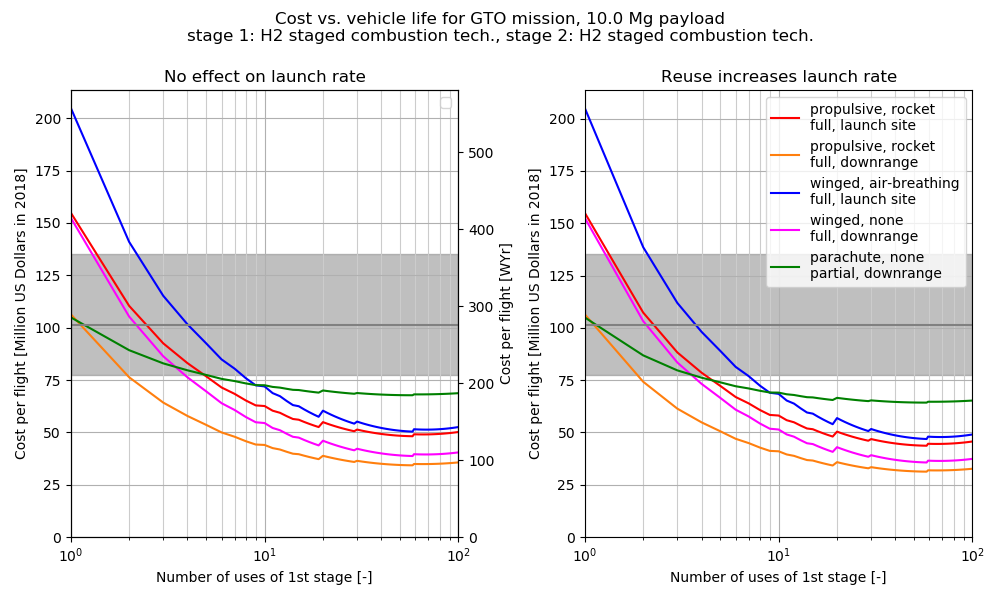 Cost vs. vehicle life for GTO mission, 10.0 Mg payload
stage 1: H2 staged combustion tech., stage 2: H2 staged combustion tech.
No effect on launch rate
Cost per flight [Million US Dollars in 2018]
200
175
150
125
100
75
50
25
0
10^0
10^1
10^2
Number of uses of 1st stage [-]
500
400
300
200
100
0
Cost per flight [WYr]
Reuse increases launch rate
Cost per flight [Million US Dollars in 2018]
200
175
150
125
100
75
50
25
0
10^0
10^1
10^2
Number of uses of 1st stage [-]
propulsive, rocket
full, launch site
propulsive, rocket
full, downrange
winged, air-breathing
full, launch site
winged, none
full, downrange
parachute, none
partial, downrange